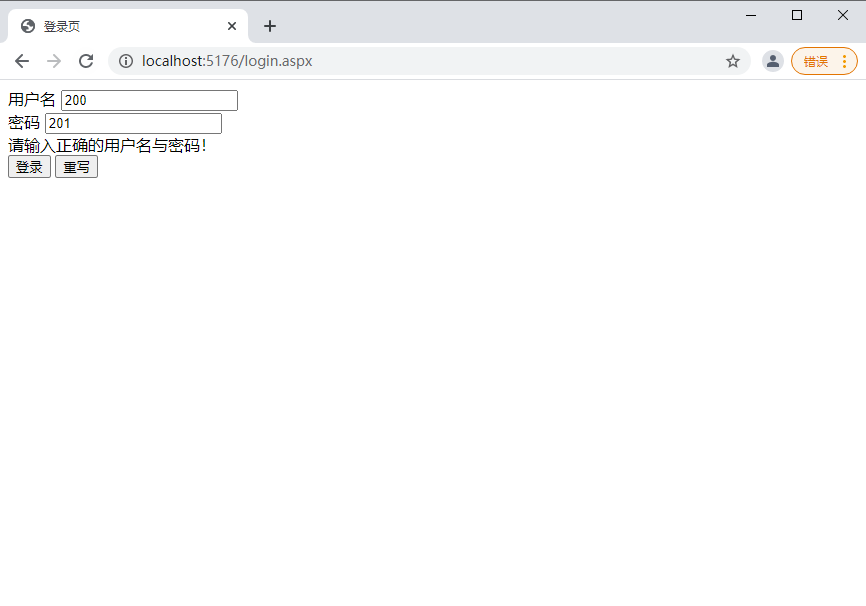 登录页
localhost:5176/login.aspx
错误
用户名 200
密码 201
请输入正确的用户名与密码!
登录 重写